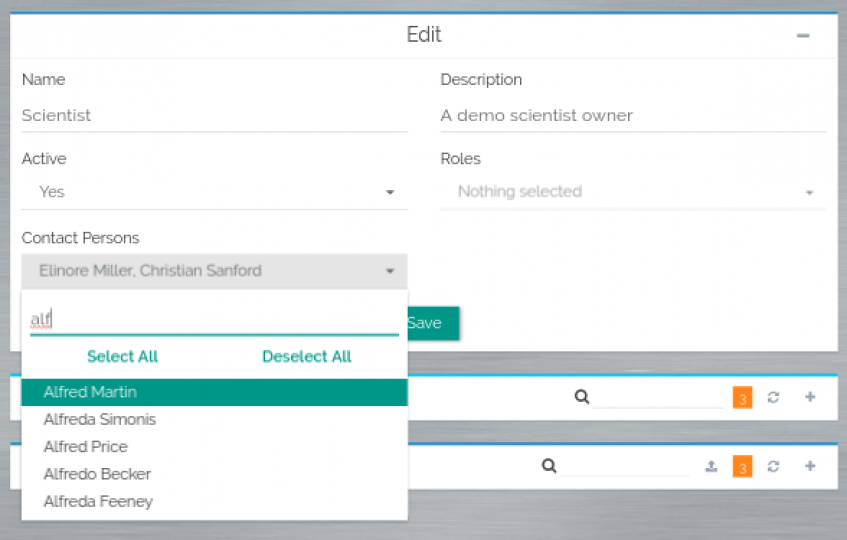 Edit
Name
Description
Scientist
A demo scientist owner
Active
Roles
Yes
Nothing selected
Contact Persons
Elinore Miller, Christian Sanford
alf
Save
Select All
Deselect All
Alfred Martin
3
Alfreda Simonis
Alfred Price
Alfredo Becker
3
Alfreda Feeney